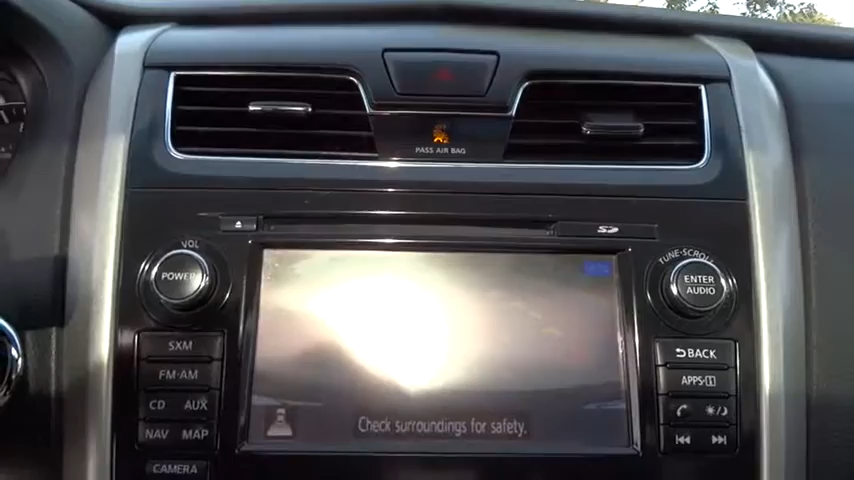 PASS AIR BAG
VOL
POWER
TUNE·SCROLL
ENTER
AUDIO
SXM
FM·AM
CD AUX
NAV MAP
CAMERA
BACK
APPS
Check surroundings for safety.